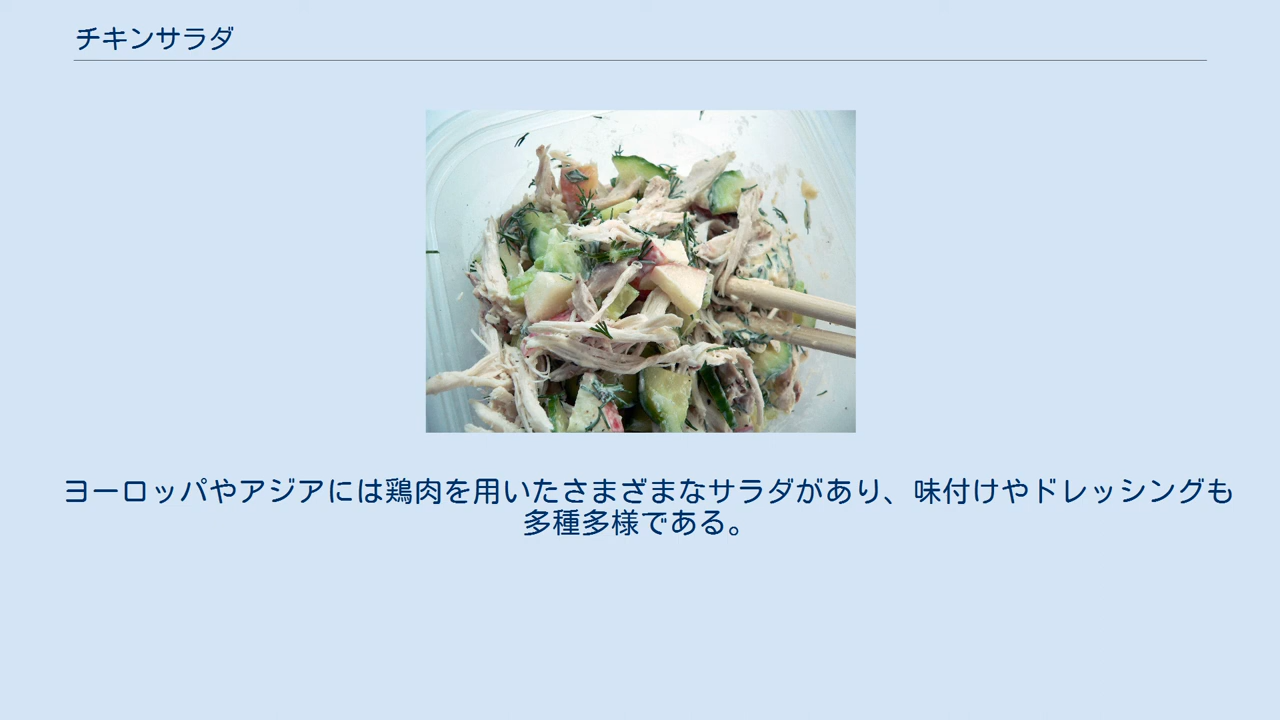 チキンサラダ
ヨーロッパやアジアには鶏肉を用いたさまざまなサラダがあり、味付けやドレッシングも
多種多様である。